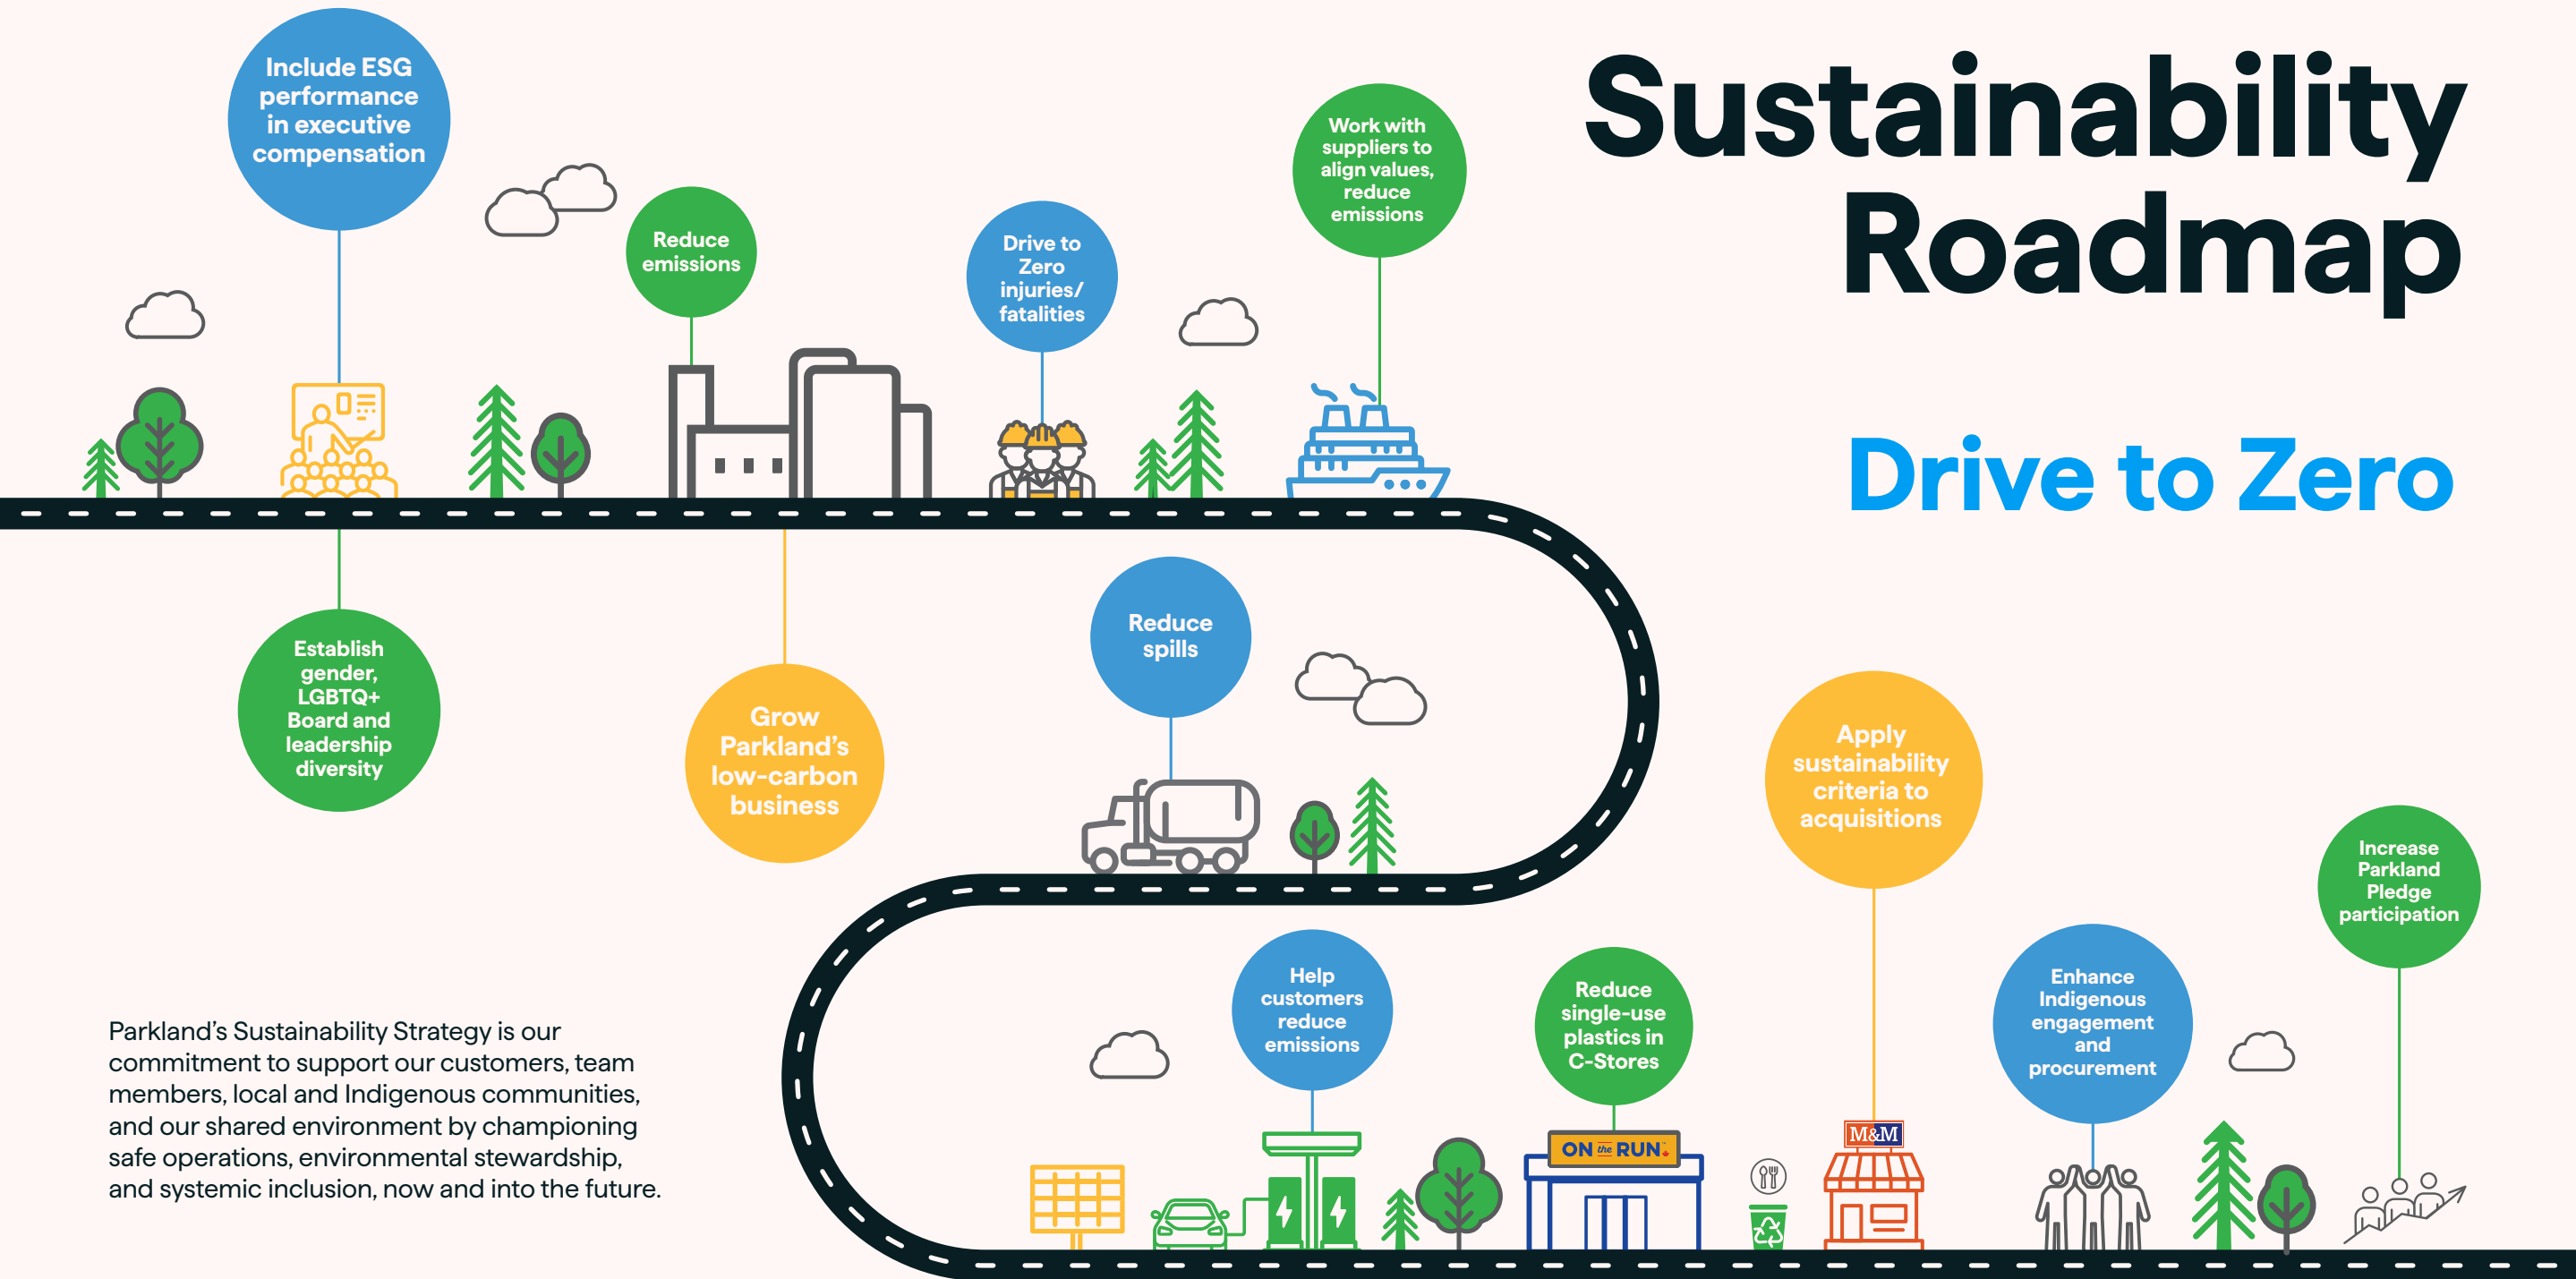 Sustainability
Roadmap
Drive to Zero
Include ESG
performance
in executive
compensation
Reduce
emissions
Drive to
Zero
injuries/
fatalities
Work with
suppliers to
align values,
reduce
emissions
Establish
gender,
LGBTQ+
Board and
leadership
diversity
Grow
Parkland's
low-carbon
business
Reduce
spills
Help
customers
reduce
emissions
Reduce
single-use
plastics in
C-Stores
ON the RUN
Apply
sustainability
criteria to
acquisitions
M&M
Enhance
Indigenous
engagement
and
procurement
Increase
Parkland
Pledge
participation
Parkland's Sustainability Strategy is our
commitment to support our customers, team
members, local and Indigenous communities,
and our shared environment by championing
safe operations, environmental stewardship,
and systemic inclusion, now and into the future.